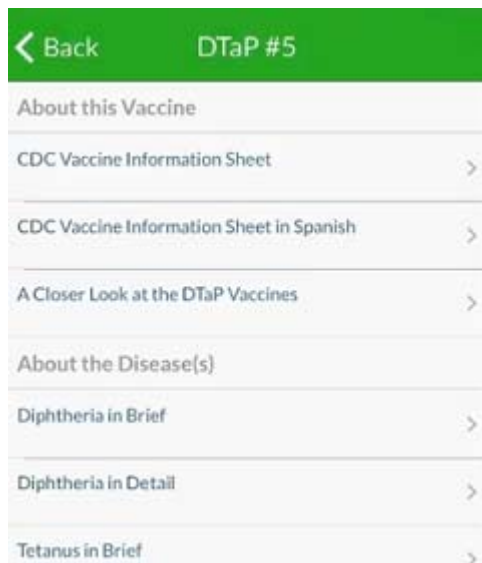 Back
DTaP #5
About this Vaccine
CDC Vaccine Information Sheet
CDC Vaccine Information Sheet in Spanish
A Closer Look at the DTaP Vaccines
About the Disease(s)
Diphtheria in Brief
Diphtheria in Detail
Tetanus in Brief